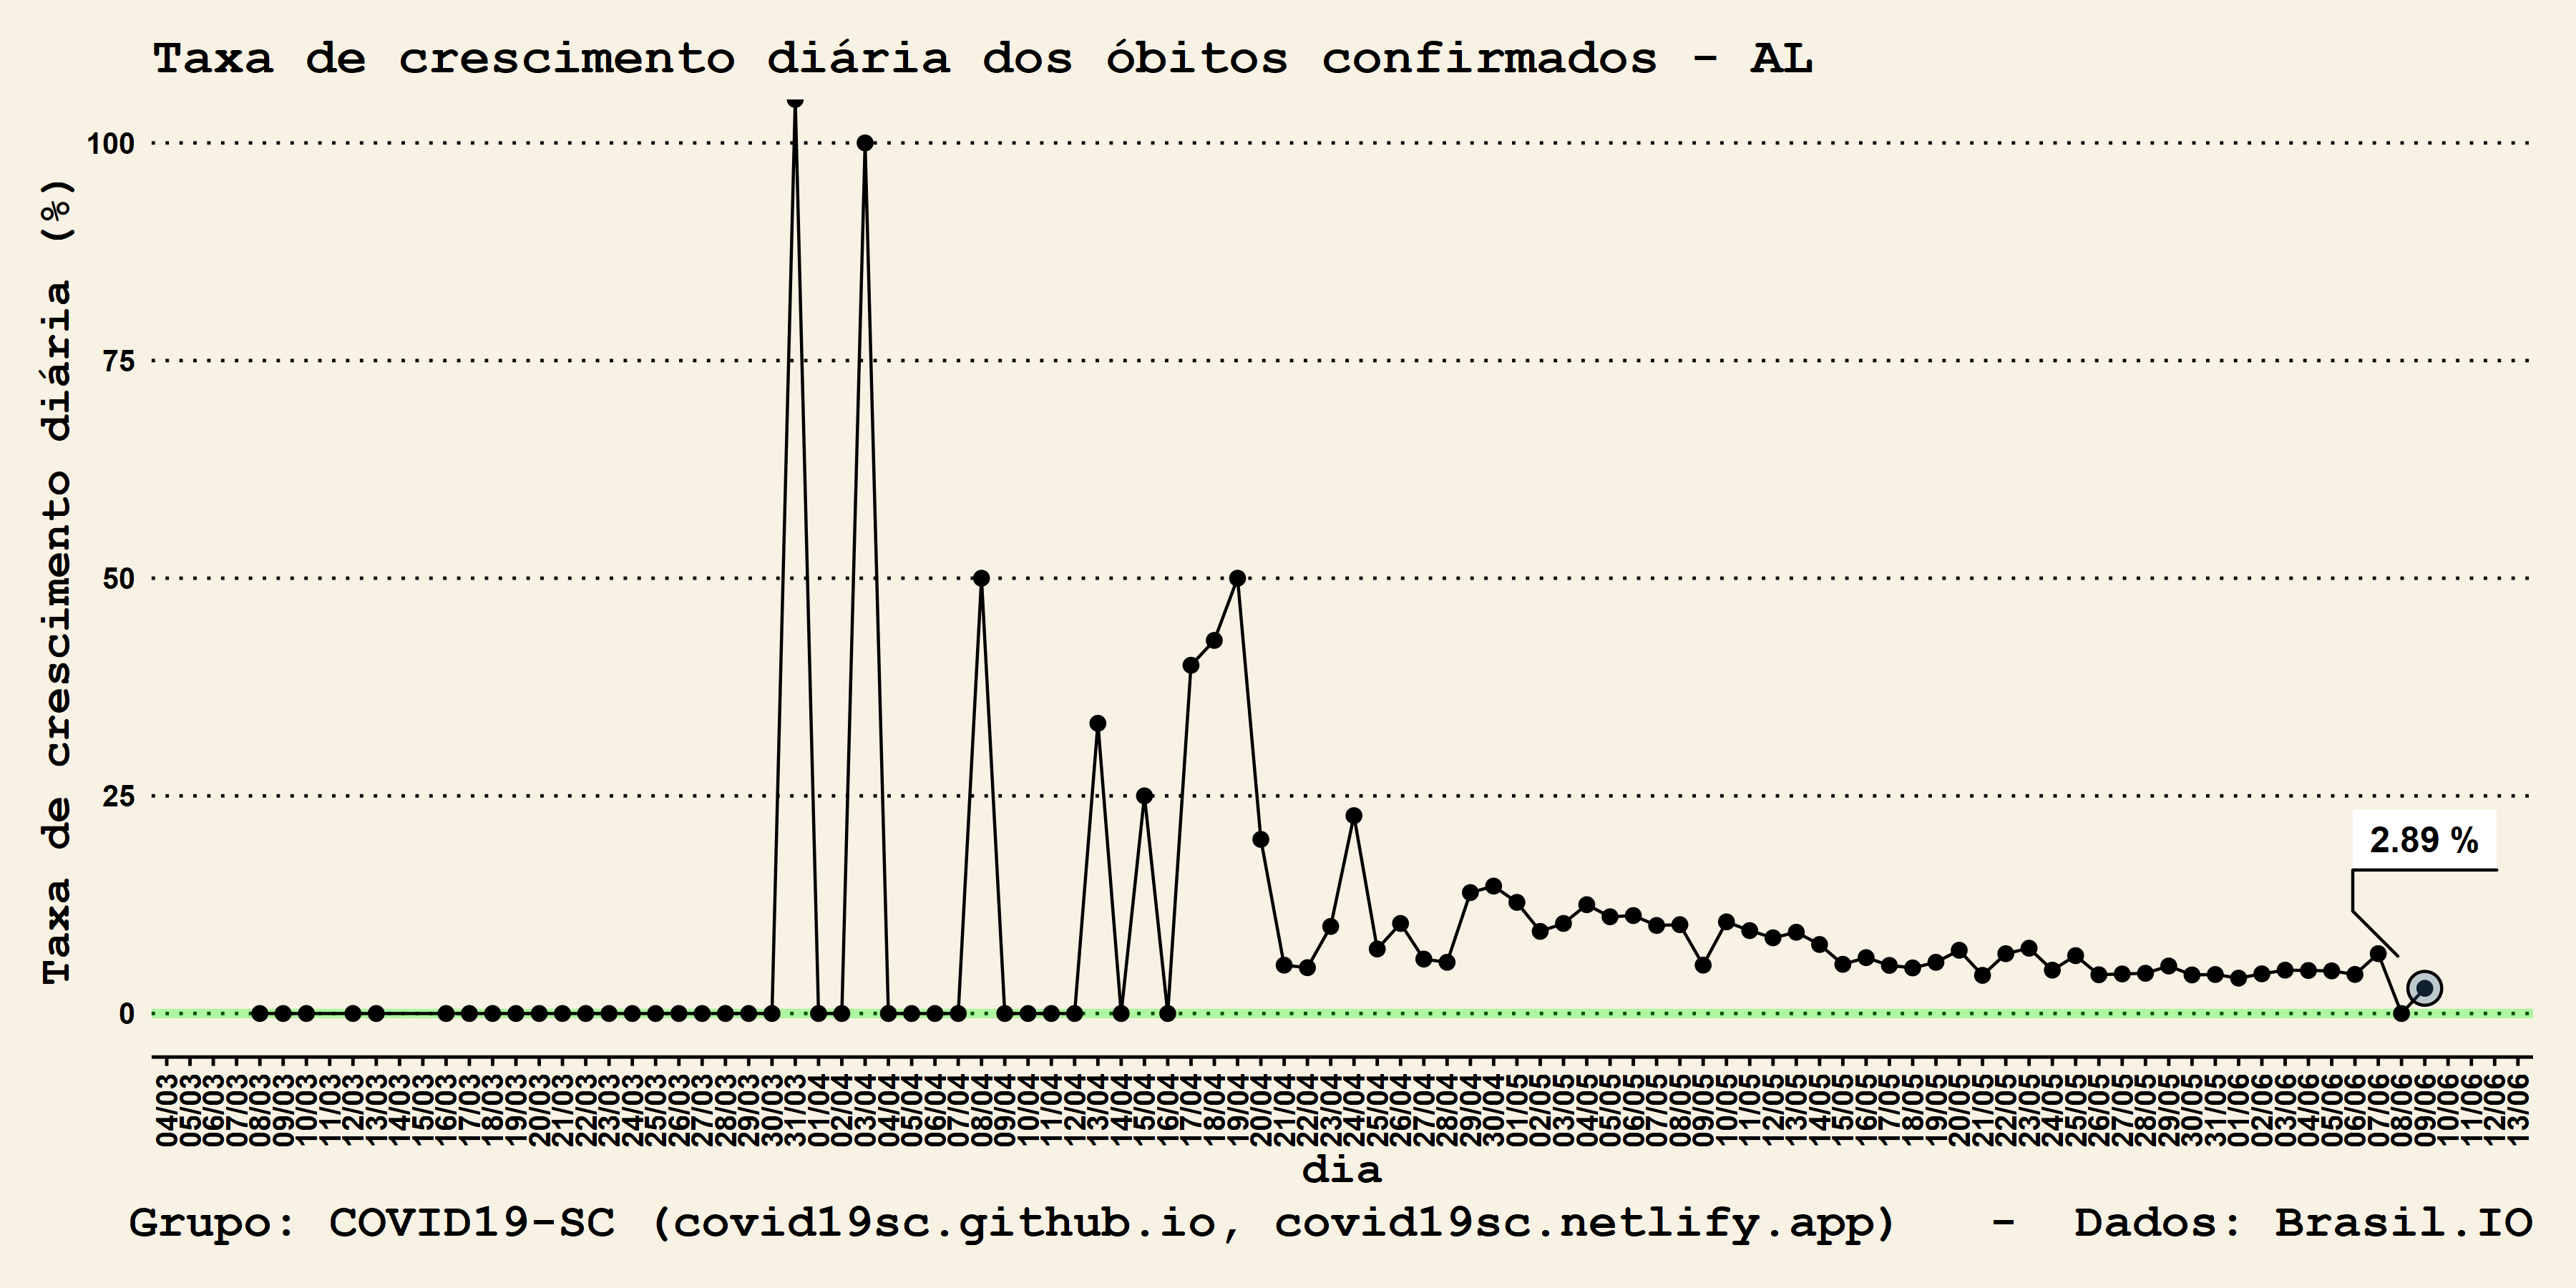 Taxa de crescimento diária dos óbitos confirmados - AL
Taxa de crescimento diária (%)
100
75
50
25
0
2.89 %
04/03 05/03 06/03 07/03 08/03 09/03 10/03 11/03 12/03 13/03 14/03 15/03 16/03 17/03 18/03 19/03 20/03 21/03 22/03 23/03 24/03 25/03 26/03 27/03 28/03 29/03 30/03 31/03 01/04 02/04 03/04 04/04 05/04 06/04 07/04 08/04 09/04 10/04 11/04 12/04 13/04 14/04 15/04 16/04 17/04 18/04 19/04 20/04 21/04 22/04 23/04 24/04 25/04 26/04 27/04 28/04 29/04 30/04 01/05 02/05 03/05 04/05 05/05 06/05 07/05 08/05 09/05 10/05 11/05 12/05 13/05 14/05 15/05 16/05 17/05 18/05 19/05 20/05 21/05 22/05 23/05 24/05 25/05 26/05 27/05 28/05 29/05 30/05 31/05 01/06 02/06 03/06 04/06 05/06 06/06 07/06 08/06 09/06 10/06 11/06 12/06 13/06
dia
Grupo: COVID19-SC (covid19sc.github.io, covid19sc.netlify.app) - Dados: Brasil.IO